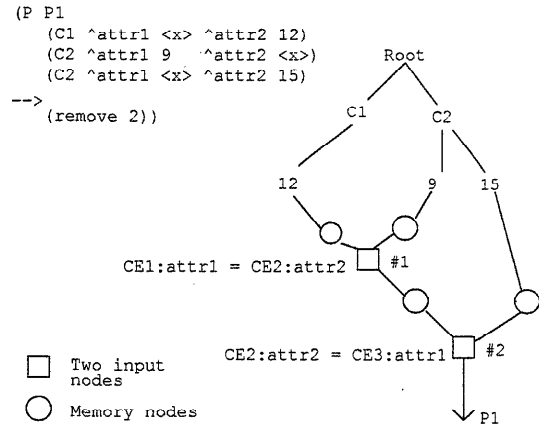 (P P1
(C1 ^attr1 <x> ^attr2 12)
(C2 ^attr1 9 ^attr2 <x>)
(C2 ^attr1 <x> ^attr2 15)
-->
(remove 2))
Root
C1
C2
12
9
15
CE1:attr1 = CE2:attr2
#1
CE2:attr2 = CE3:attr1
#2
Two input
nodes
Memory nodes
P1